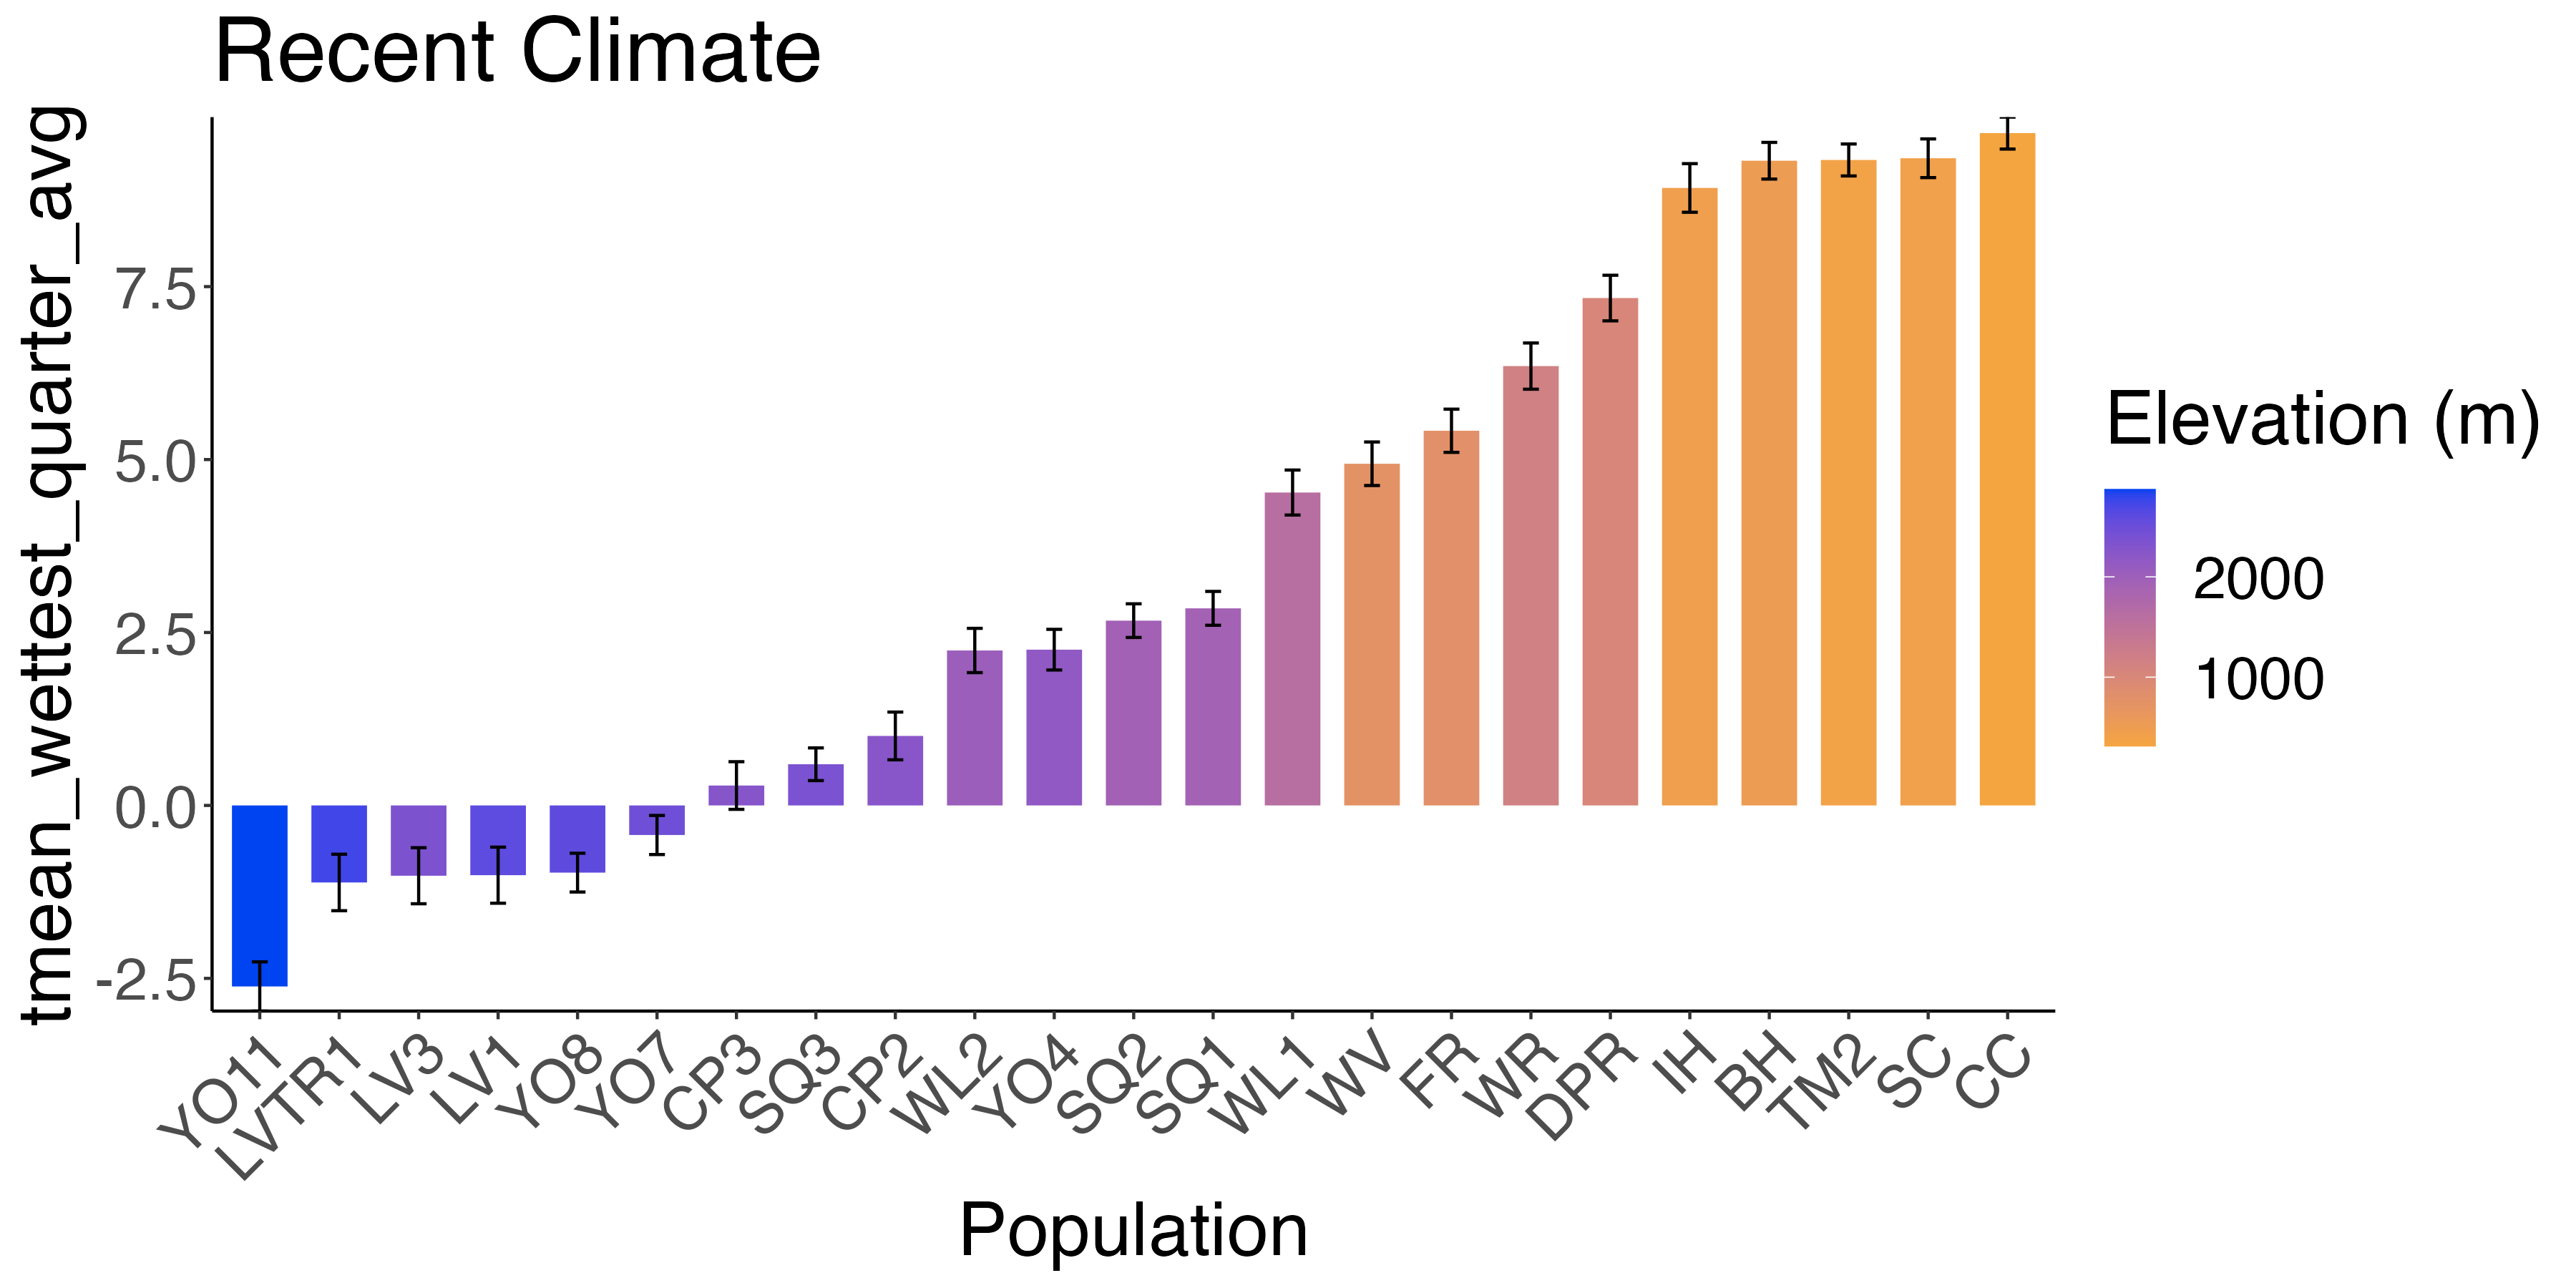 Recent Climate
tmean_wettest_quarter_avg
7.5
5.0
2.5
0.0
-2.5
YO11
LVTR1
LV3
LV1
YO8
YO7
CP3
SQ3
CP2
WL2
YO4
SQ2
SQ1
WL1
WV
FR
WR
DPR
IH
BH
TM2
SC
CC
Population
Elevation (m)
2000
1000